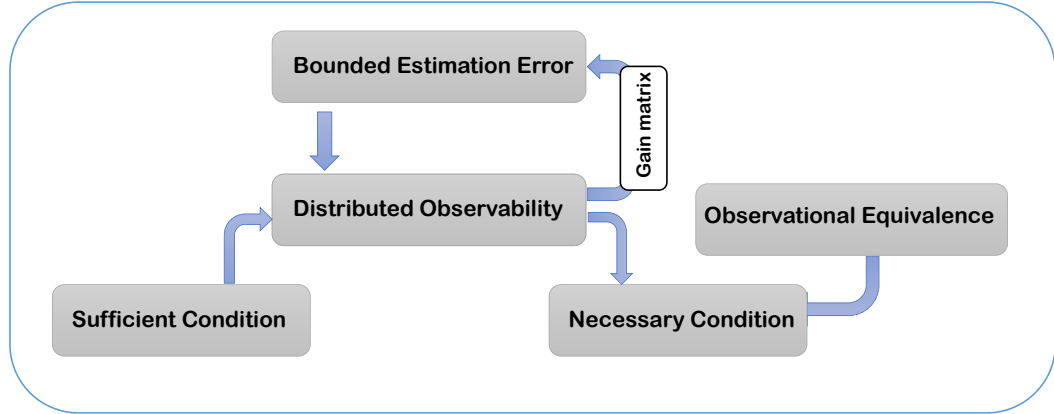 Bounded Estimation Error
Gain matrix
Distributed Observability
Observational Equivalence
Sufficient Condition
Necessary Condition